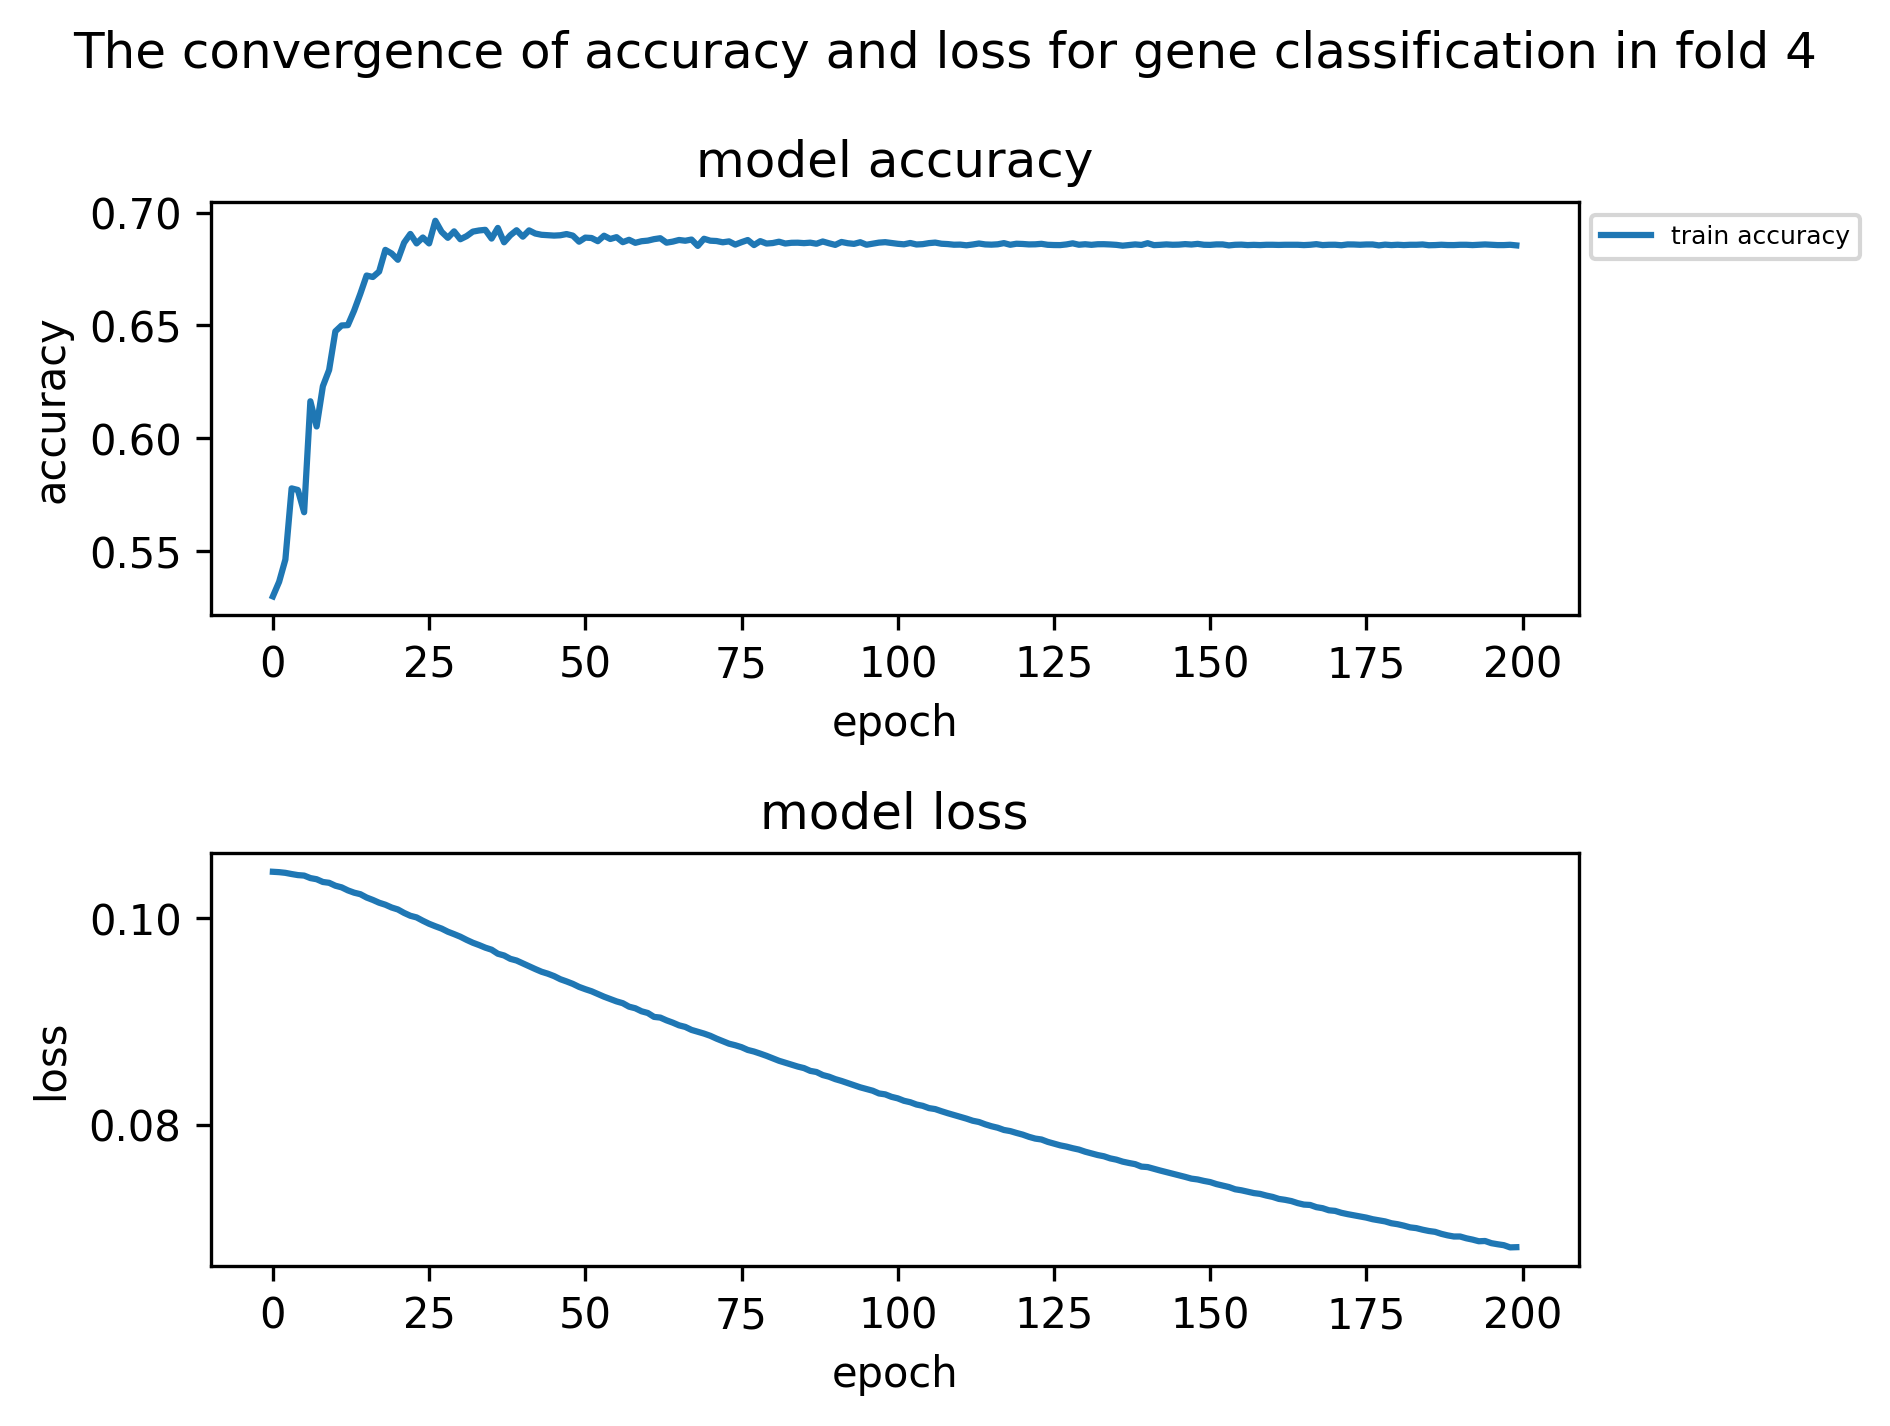 The convergence of accuracy and loss for gene classification in fold 4
model accuracy
0.70
0.65
0.60
0.55
accuracy
train accuracy
0 25 50 75 100 125 150 175 200
epoch
model loss
0.10
0.08
loss
0 25 50 75 100 125 150 175 200
epoch